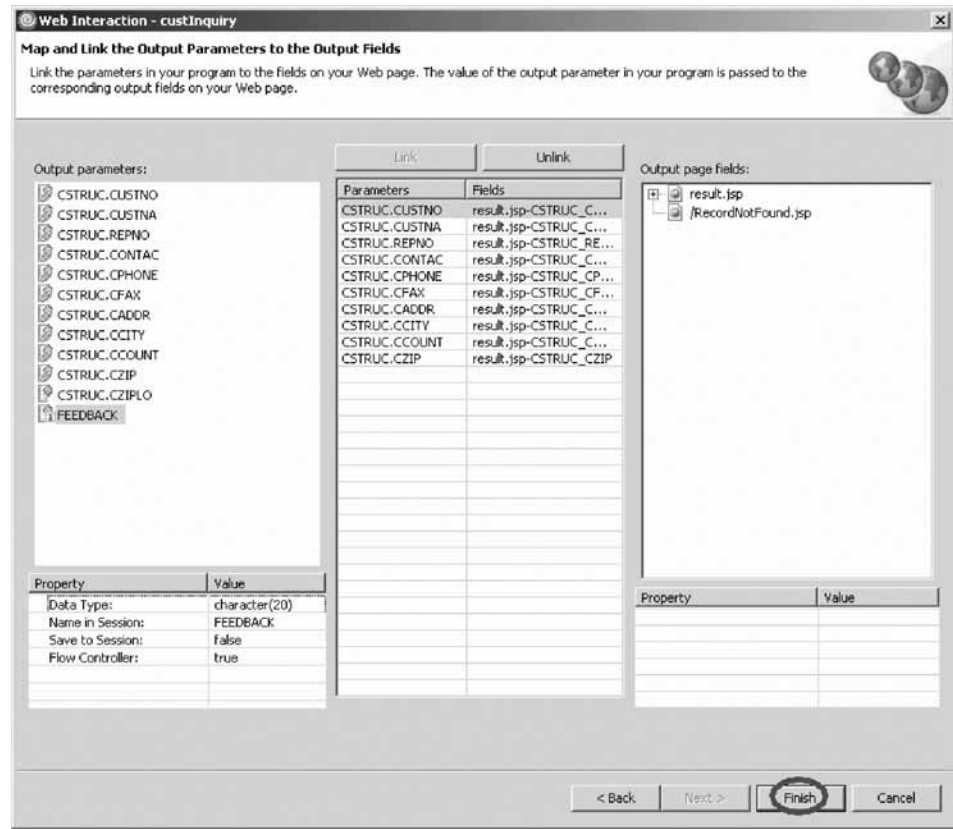 Web Interaction - custInquiry
Map and Link the Output Parameters to the Output Fields
Link the parameters in your program to the fields on your Web page. The value of the output parameter in your program is passed to the
corresponding output fields on your Web page.
Output parameters:
CSTRUC.CUSTNO
CSTRUC.CUSTNA
CSTRUC.REPNO
CSTRUC.CONTAC
CSTRUC.CPHONE
CSTRUC.CFAX
CSTRUC.CADDR
CSTRUC.CCITY
CSTRUC.CCOUNT
CSTRUC.CZIP
CSTRUC.CZIPLO
FEEDBACK
Property Value
Data Type: character(20)
Name in Session: FEEDBACK
Save to Session: false
Flow Controller: true
Link Unlink
Parameters Fields
CSTRUC.CUSTNO result.jsp-CSTRUC_C...
CSTRUC.CUSTNA result.jsp-CSTRUC_C...
CSTRUC.REPNO result.jsp-CSTRUC_RE...
CSTRUC.CONTAC result.jsp-CSTRUC_C...
CSTRUC.CPHONE result.jsp-CSTRUC_CP...
CSTRUC.CFAX result.jsp-CSTRUC_CF...
CSTRUC.CADDR result.jsp-CSTRUC_C...
CSTRUC.CCITY result.jsp-CSTRUC_C...
CSTRUC.CCOUNT result.jsp-CSTRUC_C...
CSTRUC.CZIP result.jsp-CSTRUC_CZIP
Output page fields:
result.jsp
/RecordNotFound.jsp
Property Value
< Back Next > Finish Cancel